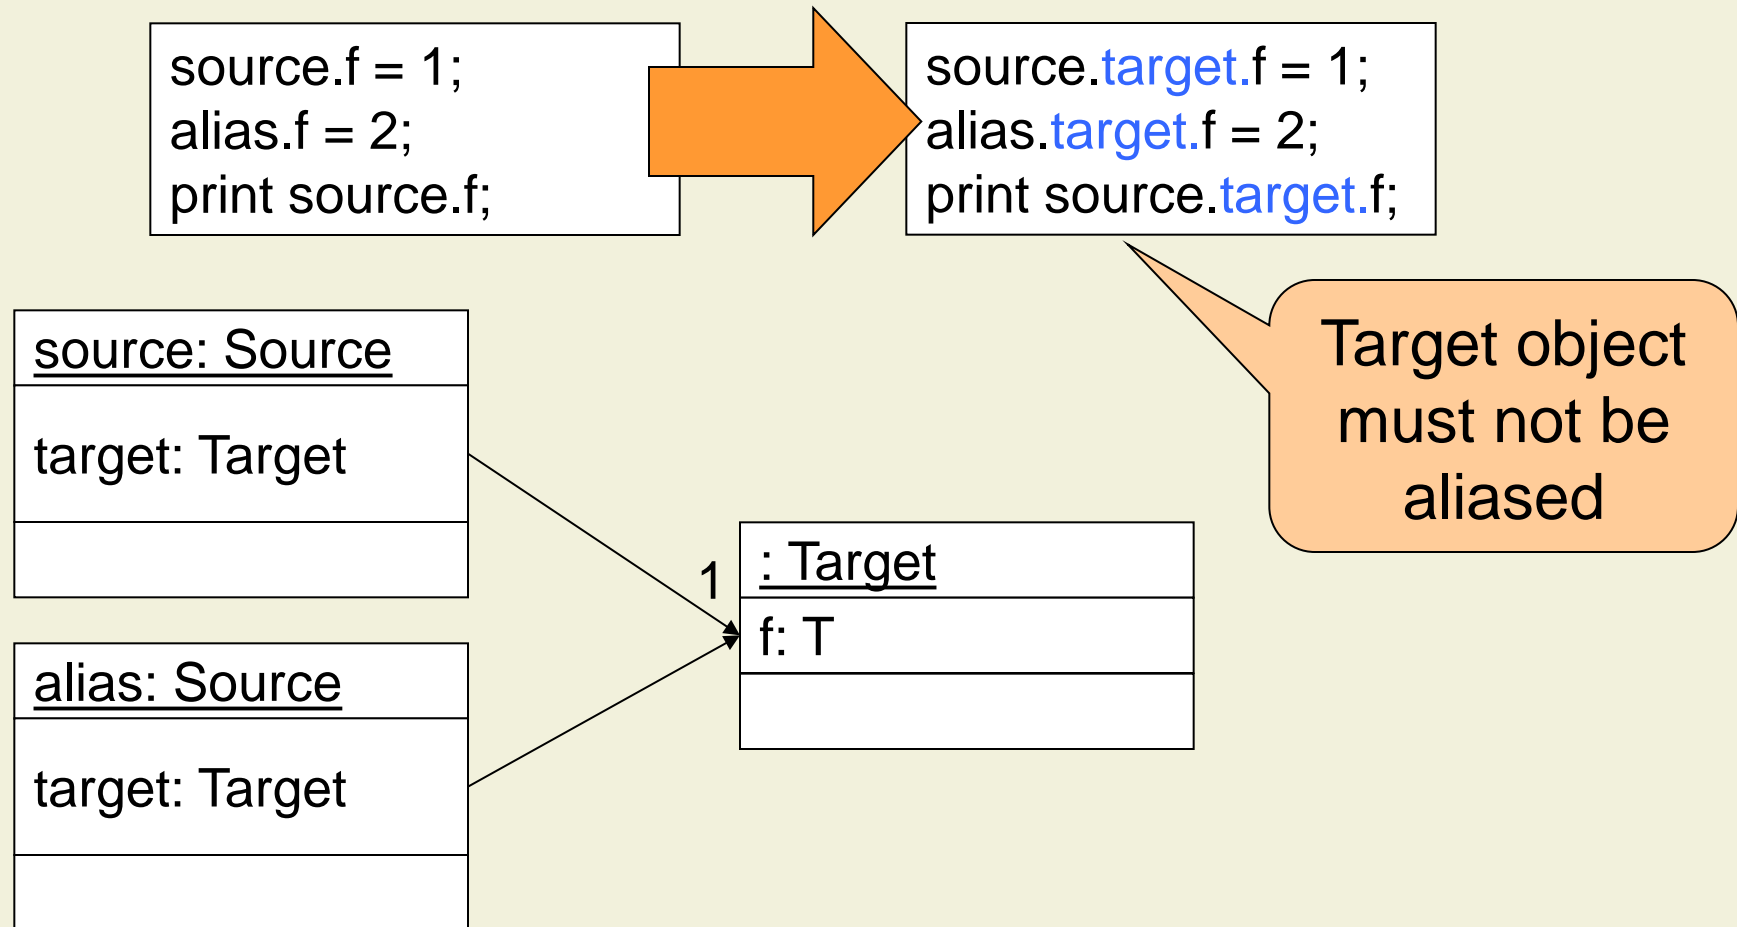 source.f = 1;
alias.f = 2;
print source.f;
source.target.f = 1;
alias.target.f = 2;
print source.target.f;
Target object
must not be
aliased
source: Source
target: Target
1
: Target
f: T
alias: Source
target: Target